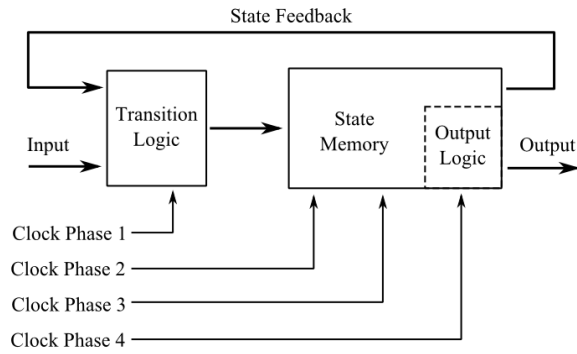 State Feedback
Transition
Logic
State
Memory
Output
Logic
Input
Output
Clock Phase 1
Clock Phase 2
Clock Phase 3
Clock Phase 4